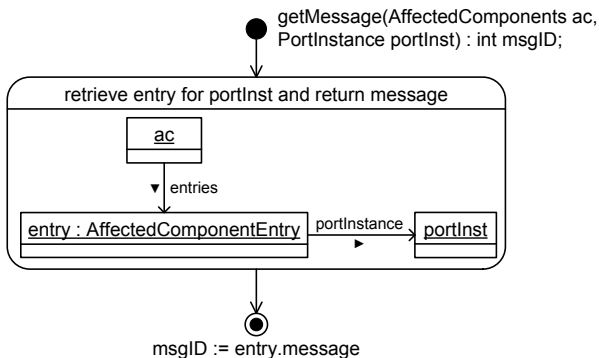 getMessage(AffectedComponents ac,
PortInstance portInst) : int msgID;
retrieve entry for portInst and return message
ac
▼ entries
entry : AffectedComponentEntry
portInstance
►
portInst
msgID := entry.message